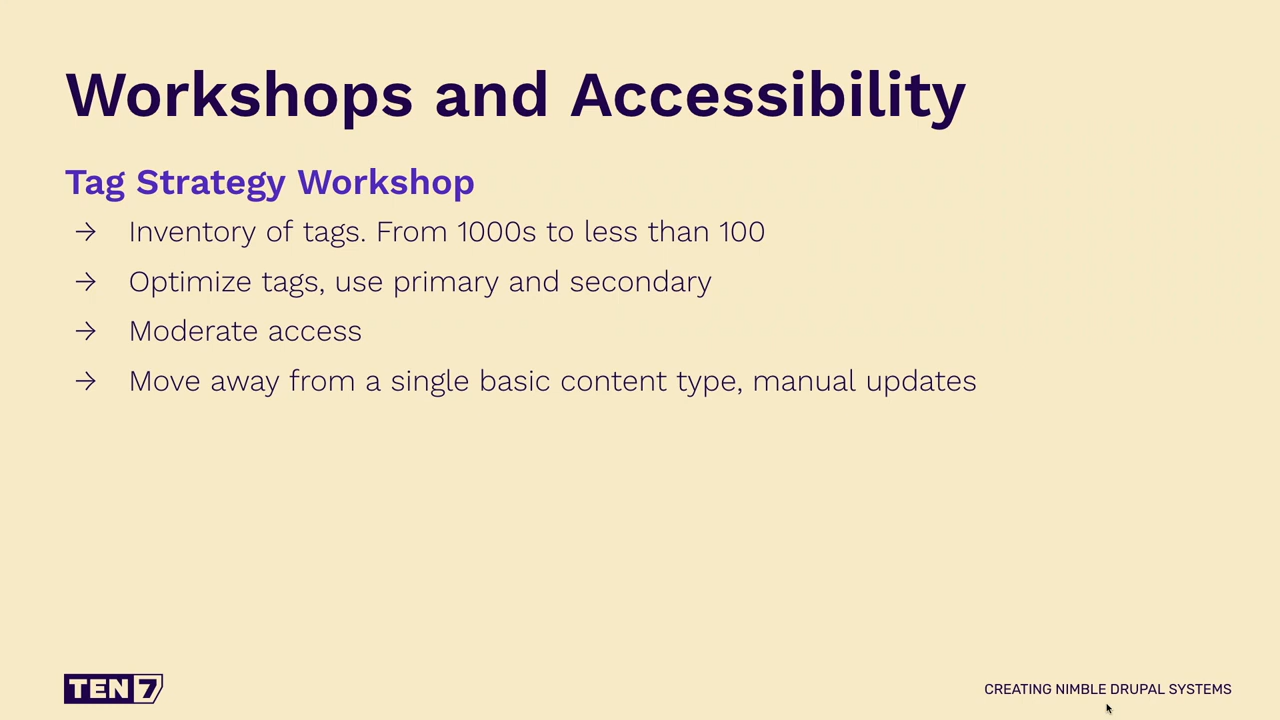 Workshops and Accessibility
Tag Strategy Workshop
→ Inventory of tags. From 1000s to less than 100
→ Optimize tags, use primary and secondary
→ Moderate access
→ Move away from a single basic content type, manual updates
TEN7
CREATING NIMBLE DRUPAL SYSTEMS